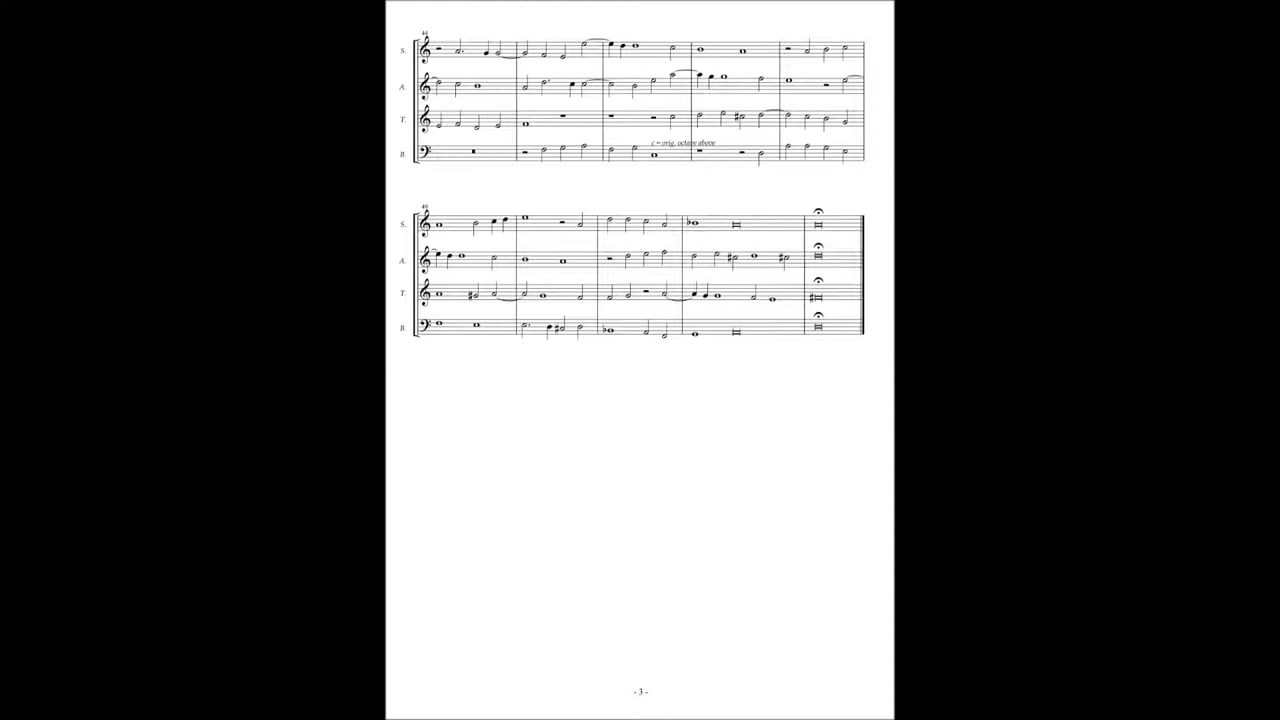 44
S.
A.
T.
c = orig. octave above
B.
49
S.
A.
T.
B.
- 3 -